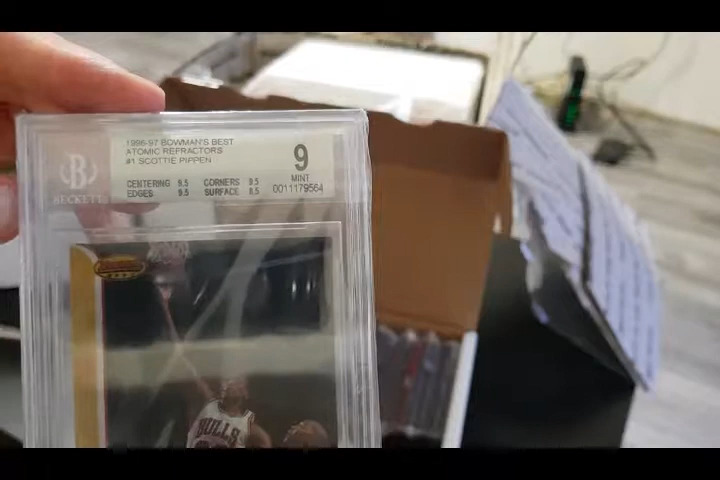 1996-97 BOWMAN'S BEST
ATOMIC REFRACTORS
#1 SCOTTIE PIPPEN
9
MINT
CENTERING 9.5 CORNERS 9.5
EDGES 9.5 SURFACE 8.5
0011179564
B
BECKETT
BULLS